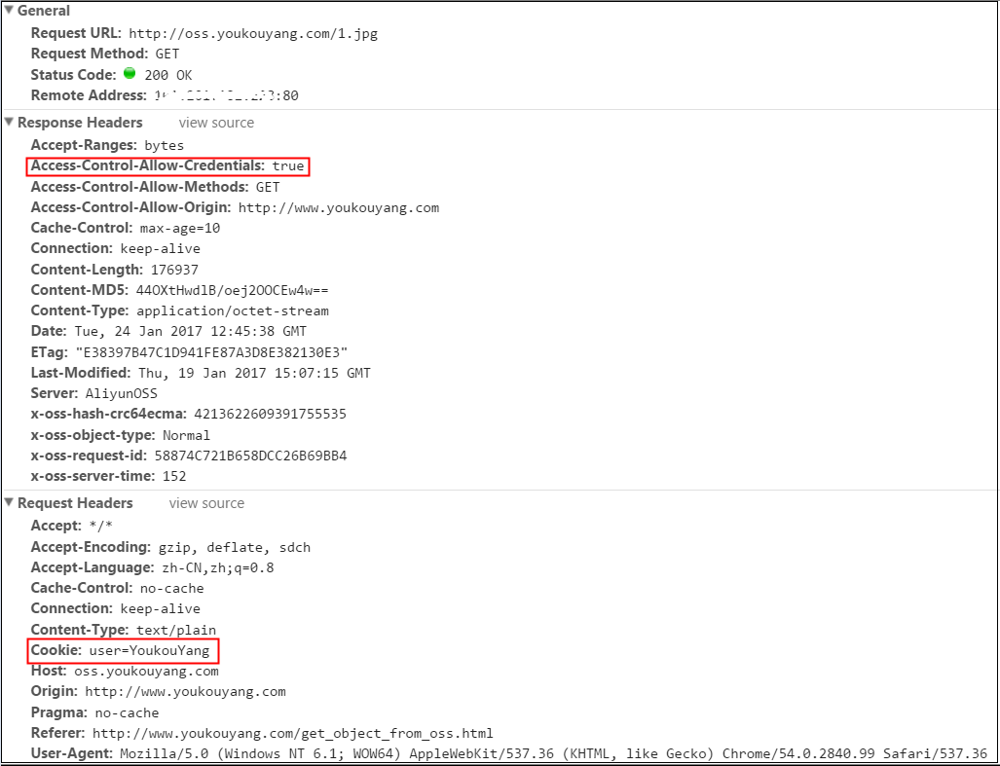 General
Request URL: http://oss.youkouyang.com/1.jpg
Request Method: GET
Status Code: 200 OK
Remote Address: :80
Response Headers view source
Accept-Ranges: bytes
Access-Control-Allow-Credentials: true
Access-Control-Allow-Methods: GET
Access-Control-Allow-Origin: http://www.youkouyang.com
Cache-Control: max-age=10
Connection: keep-alive
Content-Length: 176937
Content-MD5: 44OXtHwdlB/oej2OOCEw4w==
Content-Type: application/octet-stream
Date: Tue, 24 Jan 2017 12:45:38 GMT
ETag: "E38397B47C1D941FE87A3D8E382130E3"
Last-Modified: Thu, 19 Jan 2017 15:07:15 GMT
Server: AliyunOSS
x-oss-hash-crc64ecma: 4213622609391755535
x-oss-object-type: Normal
x-oss-request-id: 58874C721B658DCC26B69BB4
x-oss-server-time: 152
Request Headers view source
Accept: */*
Accept-Encoding: gzip, deflate, sdch
Accept-Language: zh-CN,zh;q=0.8
Cache-Control: no-cache
Connection: keep-alive
Content-Type: text/plain
Cookie: user=YoukouYang
Host: oss.youkouyang.com
Origin: http://www.youkouyang.com
Pragma: no-cache
Referer: http://www.youkouyang.com/get_object_from_oss.html
User-Agent: Mozilla/5.0 (Windows NT 6.1; WOW64) AppleWebKit/537.36 (KHTML, like Gecko) Chrome/54.0.2840.99 Safari/537.36